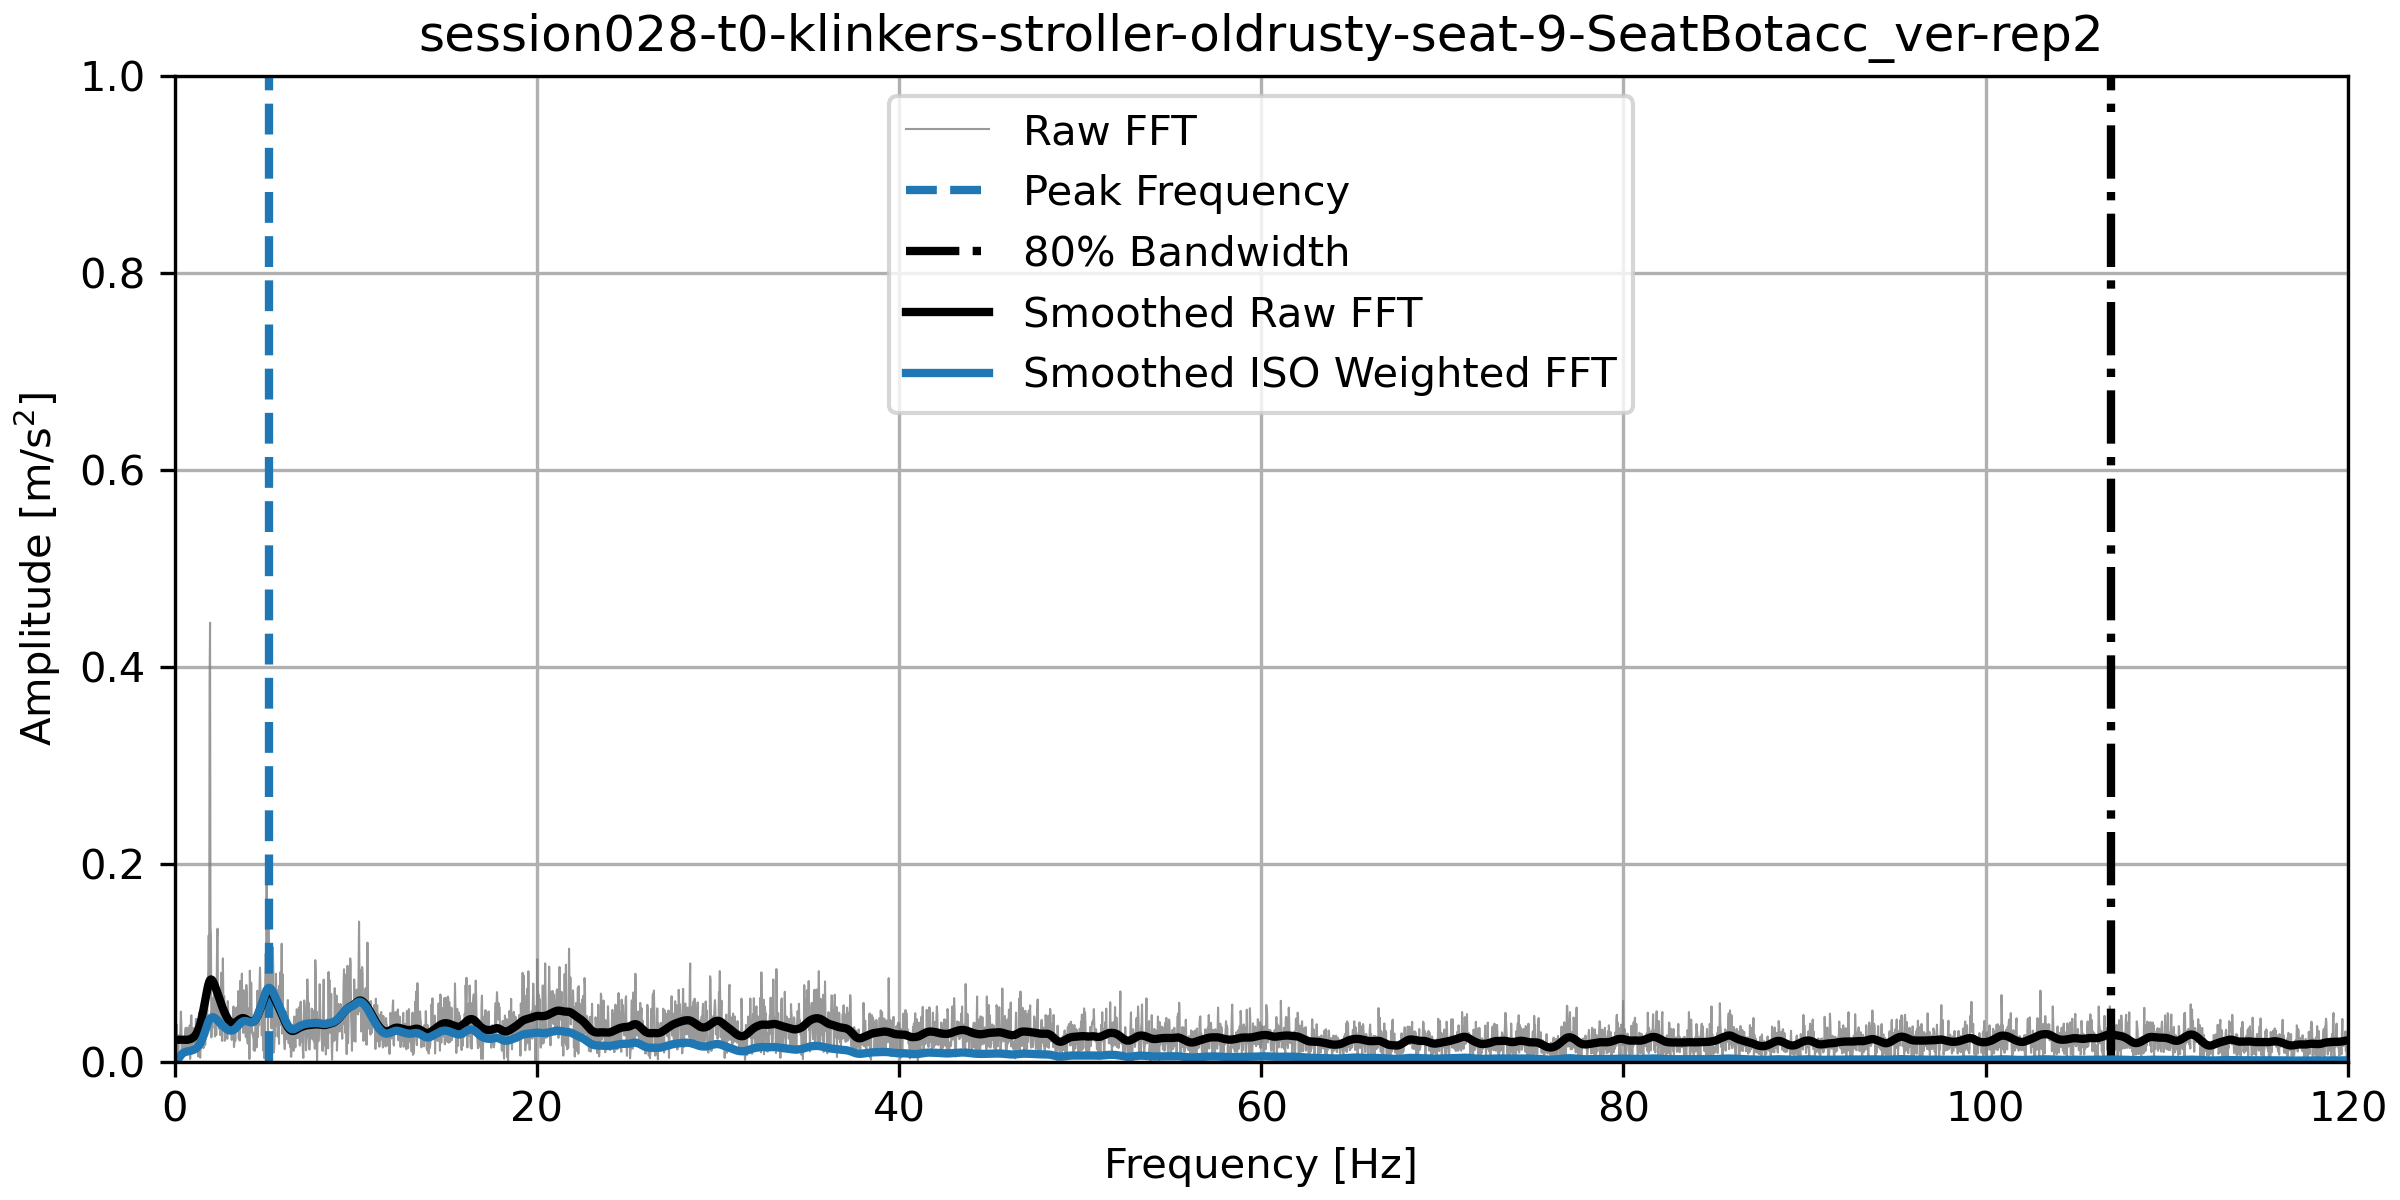 session028-t0-klinkers-stroller-oldrusty-seat-9-SeatBotacc_ver-rep2
1.0
0.8
0.6
0.4
0.2
0.0
Amplitude [m/s²]
Raw FFT
Peak Frequency
80% Bandwidth
Smoothed Raw FFT
Smoothed ISO Weighted FFT
0 20 40 60 80 100 120
Frequency [Hz]